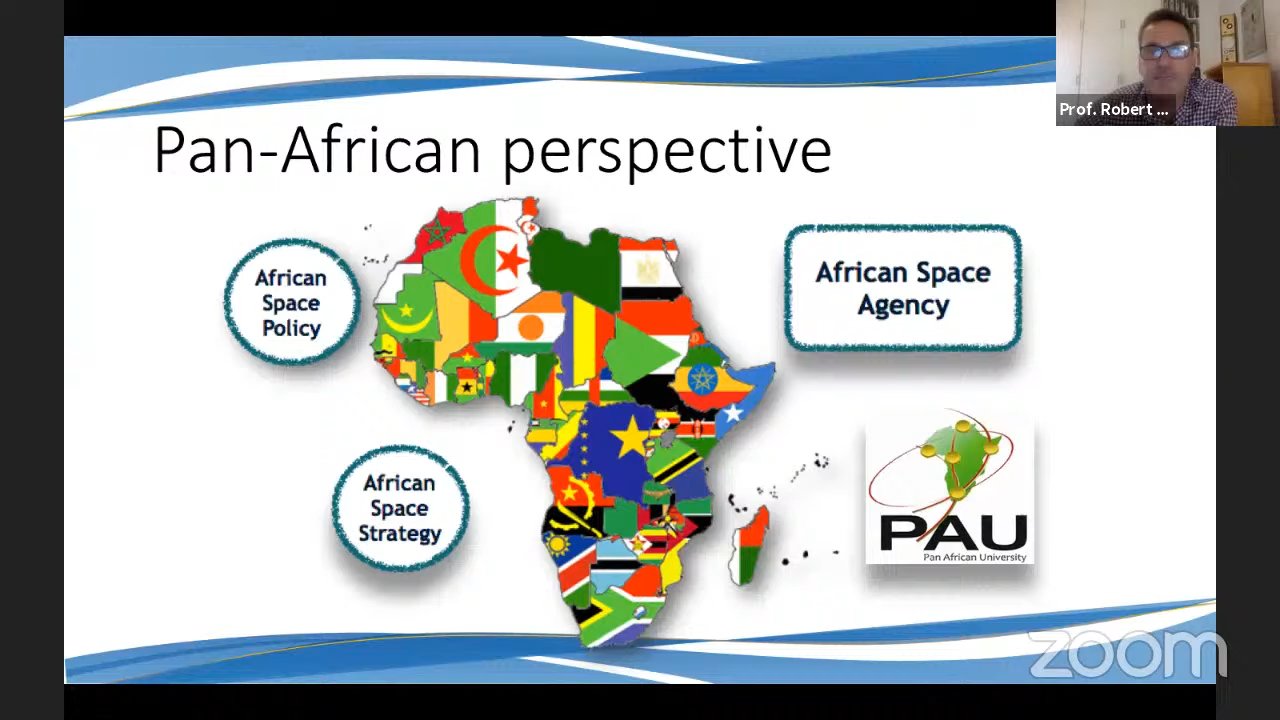 Prof. Robert ...
Pan-African perspective
African
Space
Policy
African Space
Agency
African
Space
Strategy
PAU
Pan African University
zoom